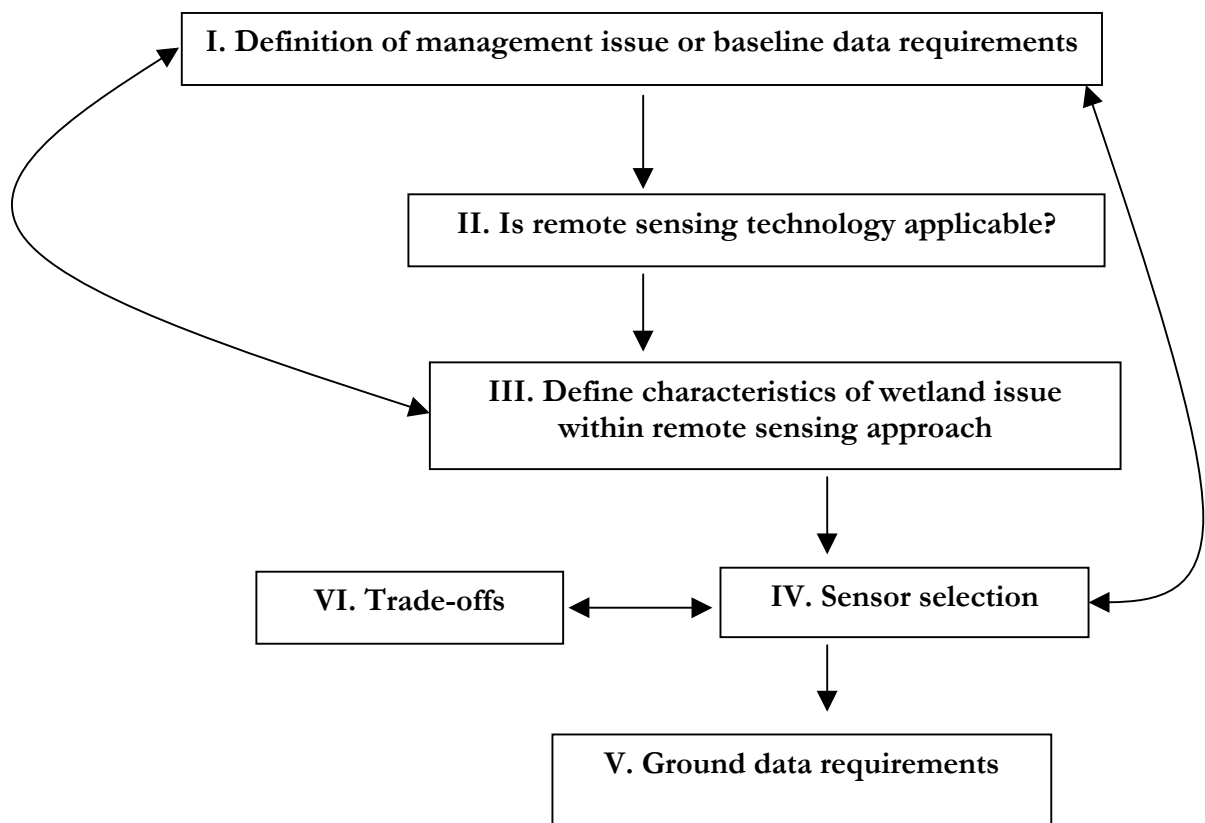 I. Definition of management issue or baseline data requirements
II. Is remote sensing technology applicable?
III. Define characteristics of wetland issue
within remote sensing approach
VI. Trade-offs
IV. Sensor selection
V. Ground data requirements